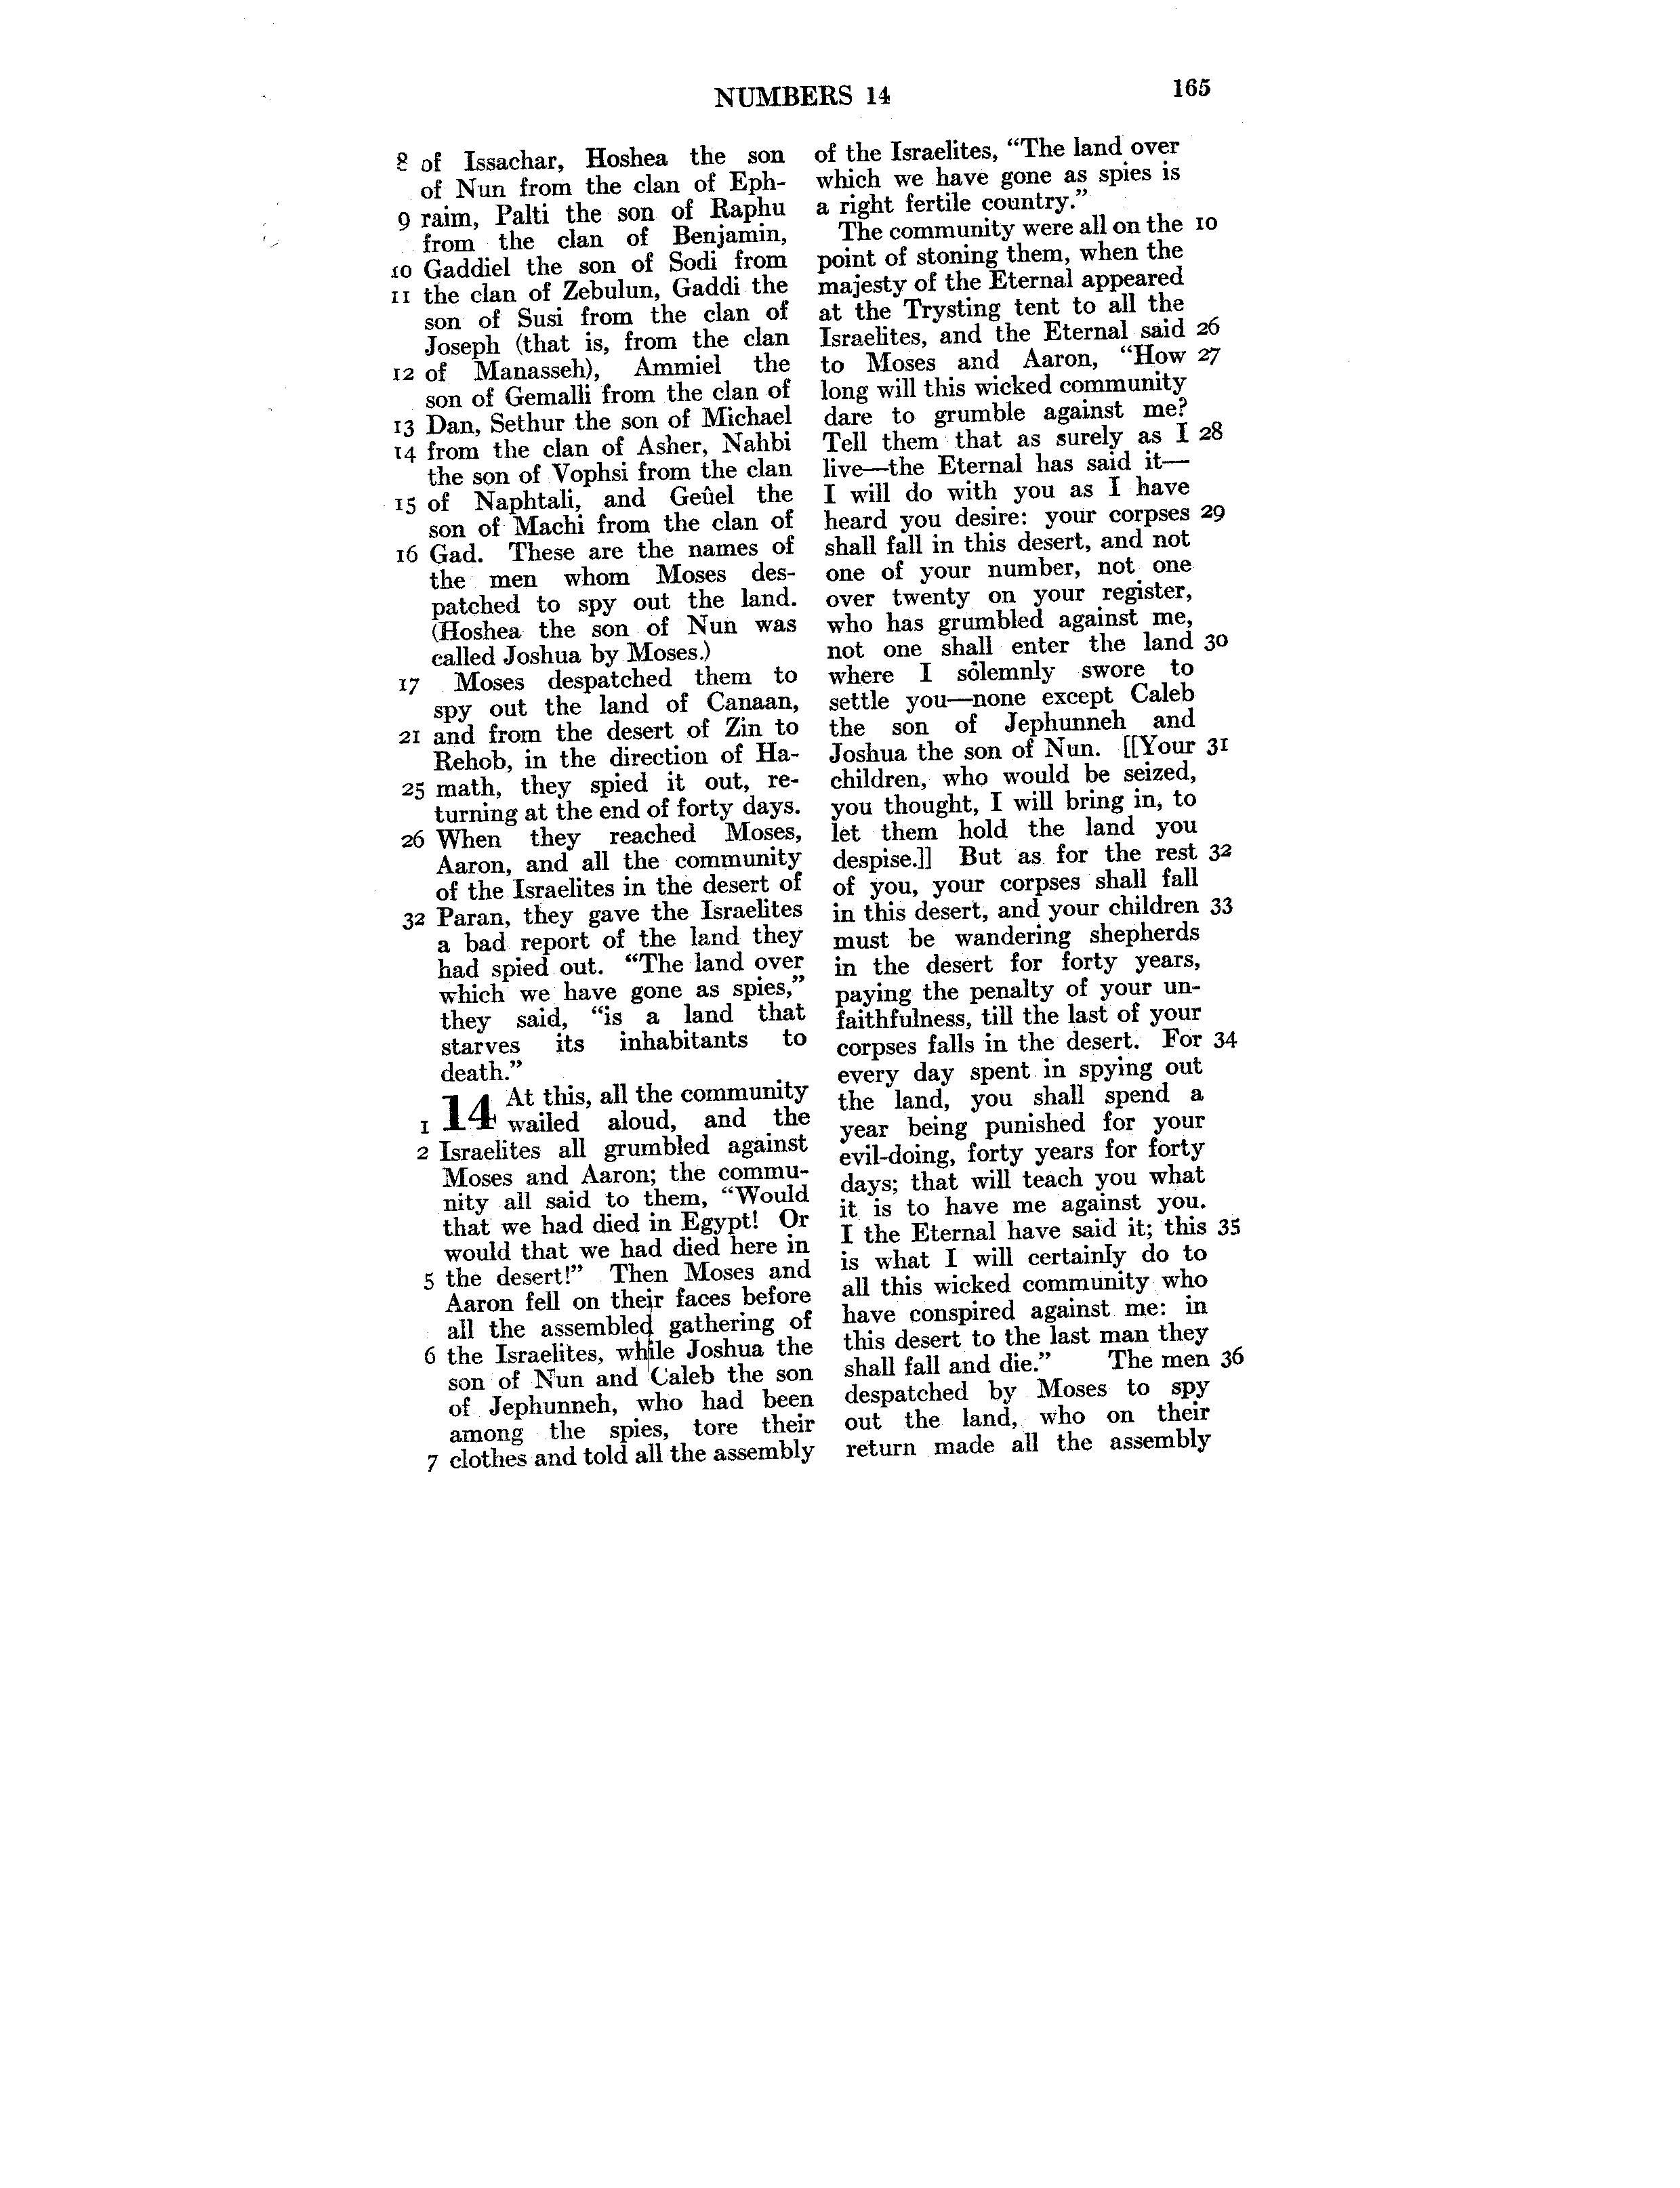 NUMBERS 14
165
8 of Issachar, Hoshea the son
of Nun from the clan of Eph-
9 raim, Palti the son of Raphu
from the clan of Benjamin,
10 Gaddiel the son of Sodi from
11 the clan of Zebulun, Gaddi the
son of Susi from the clan of
Joseph (that is, from the clan
12 of Manasseh), Ammiel the
son of Gemalli from the clan of
13 Dan, Sethur the son of Michael
14 from the clan of Asher, Nahbi
the son of Vophsi from the clan
15 of Naphtali, and Geûel the
son of Machi from the clan of
16 Gad. These are the names of
the men whom Moses des-
patched to spy out the land.
(Hoshea the son of Nun was
called Joshua by Moses.)
17 Moses despatched them to
spy out the land of Canaan,
21 and from the desert of Zin to
Rehob, in the direction of Ha-
25 math, they spied it out, re-
turning at the end of forty days.
26 When they reached Moses,
Aaron, and all the community
of the Israelites in the desert of
32 Paran, they gave the Israelites
a bad report of the land they
had spied out. “The land over
which we have gone as spies,”
they said, “is a land that
starves its inhabitants to
death.”
14 At this, all the community
1 wailed aloud, and the
2 Israelites all grumbled against
Moses and Aaron; the commu-
nity all said to them, “Would
that we had died in Egypt! Or
would that we had died here in
5 the desert!” Then Moses and
Aaron fell on their faces before
all the assembled gathering of
6 the Israelites, while Joshua the
son of Nun and Caleb the son
of Jephunneh, who had been
among the spies, tore their
7 clothes and told all the assembly
of the Israelites, “The land over
which we have gone as spies is
a right fertile country.”
The community were all on the 10
point of stoning them, when the
majesty of the Eternal appeared
at the Trysting tent to all the
Israelites, and the Eternal said 26
to Moses and Aaron, “How 27
long will this wicked community
dare to grumble against me?
Tell them that as surely as I 28
live—the Eternal has said it—
I will do with you as I have
heard you desire: your corpses 29
shall fall in this desert, and not
one of your number, not one
over twenty on your register,
who has grumbled against me,
not one shall enter the land 30
where I solemnly swore to
settle you—none except Caleb
the son of Jephunneh and
Joshua the son of Nun. [[Your 31
children, who would be seized,
you thought, I will bring in, to
let them hold the land you
despise.]] But as for the rest 32
of you, your corpses shall fall
in this desert, and your children 33
must be wandering shepherds
in the desert for forty years,
paying the penalty of your un-
faithfulness, till the last of your
corpses falls in the desert. For 34
every day spent in spying out
the land, you shall spend a
year being punished for your
evil-doing, forty years for forty
days; that will teach you what
it is to have me against you.
I the Eternal have said it; this 35
is what I will certainly do to
all this wicked community who
have conspired against me: in
this desert to the last man they
shall fall and die.” The men 36
despatched by Moses to spy
out the land, who on their
return made all the assembly